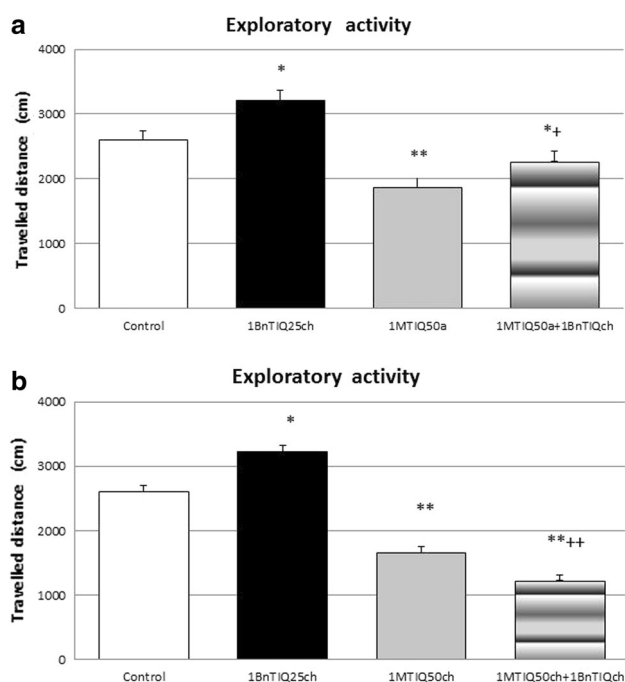 a
Exploratory activity
Travelled distance (cm)
4000
3000
2000
1000
0
*
**
*+
Control 1BnTIQ25ch 1MTIQ50a 1MTIQ50a+1BnTIQch
b
Exploratory activity
Travelled distance (cm)
4000
3000
2000
1000
0
*
**
**++
Control 1BnTIQ25ch 1MTIQ50ch 1MTIQ50ch+1BnTIQch